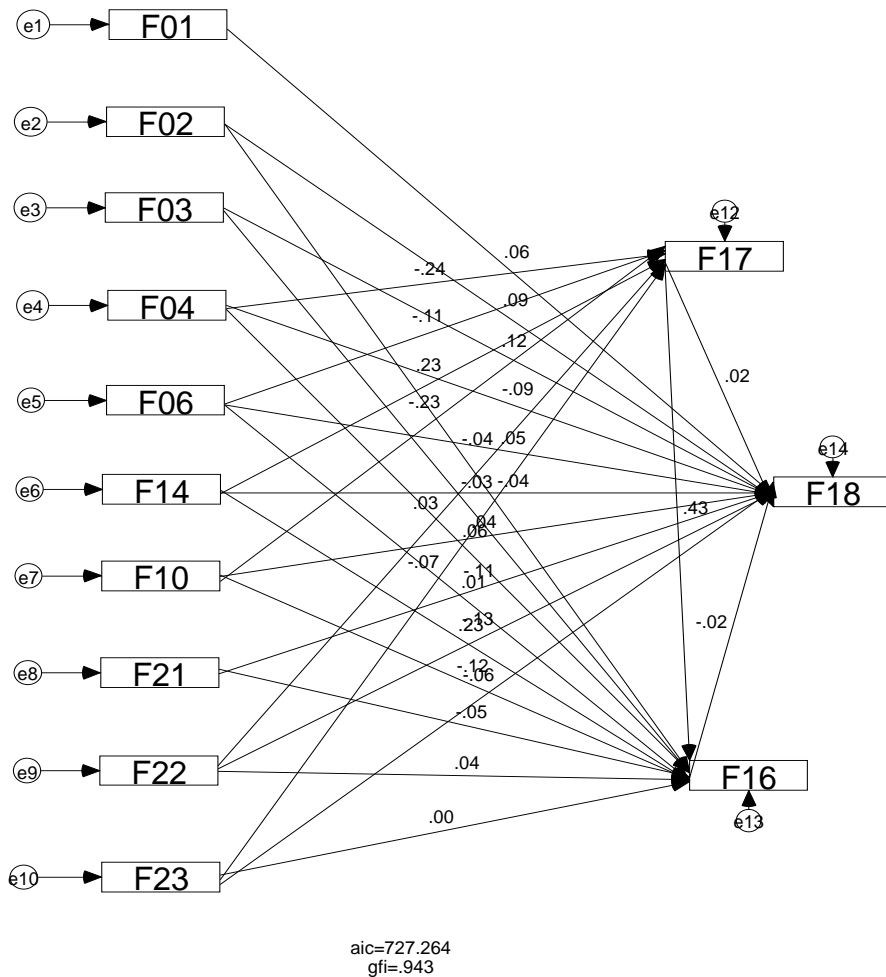 e1
F01
e2
F02
e3
F03
e12
F17
.06
-.24
e4
F04
.09
-.11
.12
.23
.02
-.09
e5
F06
-.23
-.04
.05
e14
e6
F14
-.03
-.04
F18
.03
.43
.04
.06
-.07
-.11
e7
F10
.01
-.13
.23
-.02
-.12
-.06
e8
F21
-.05
e9
F22
.04
F16
.00
e13
e10
F23
aic=727.264
gfi=.943